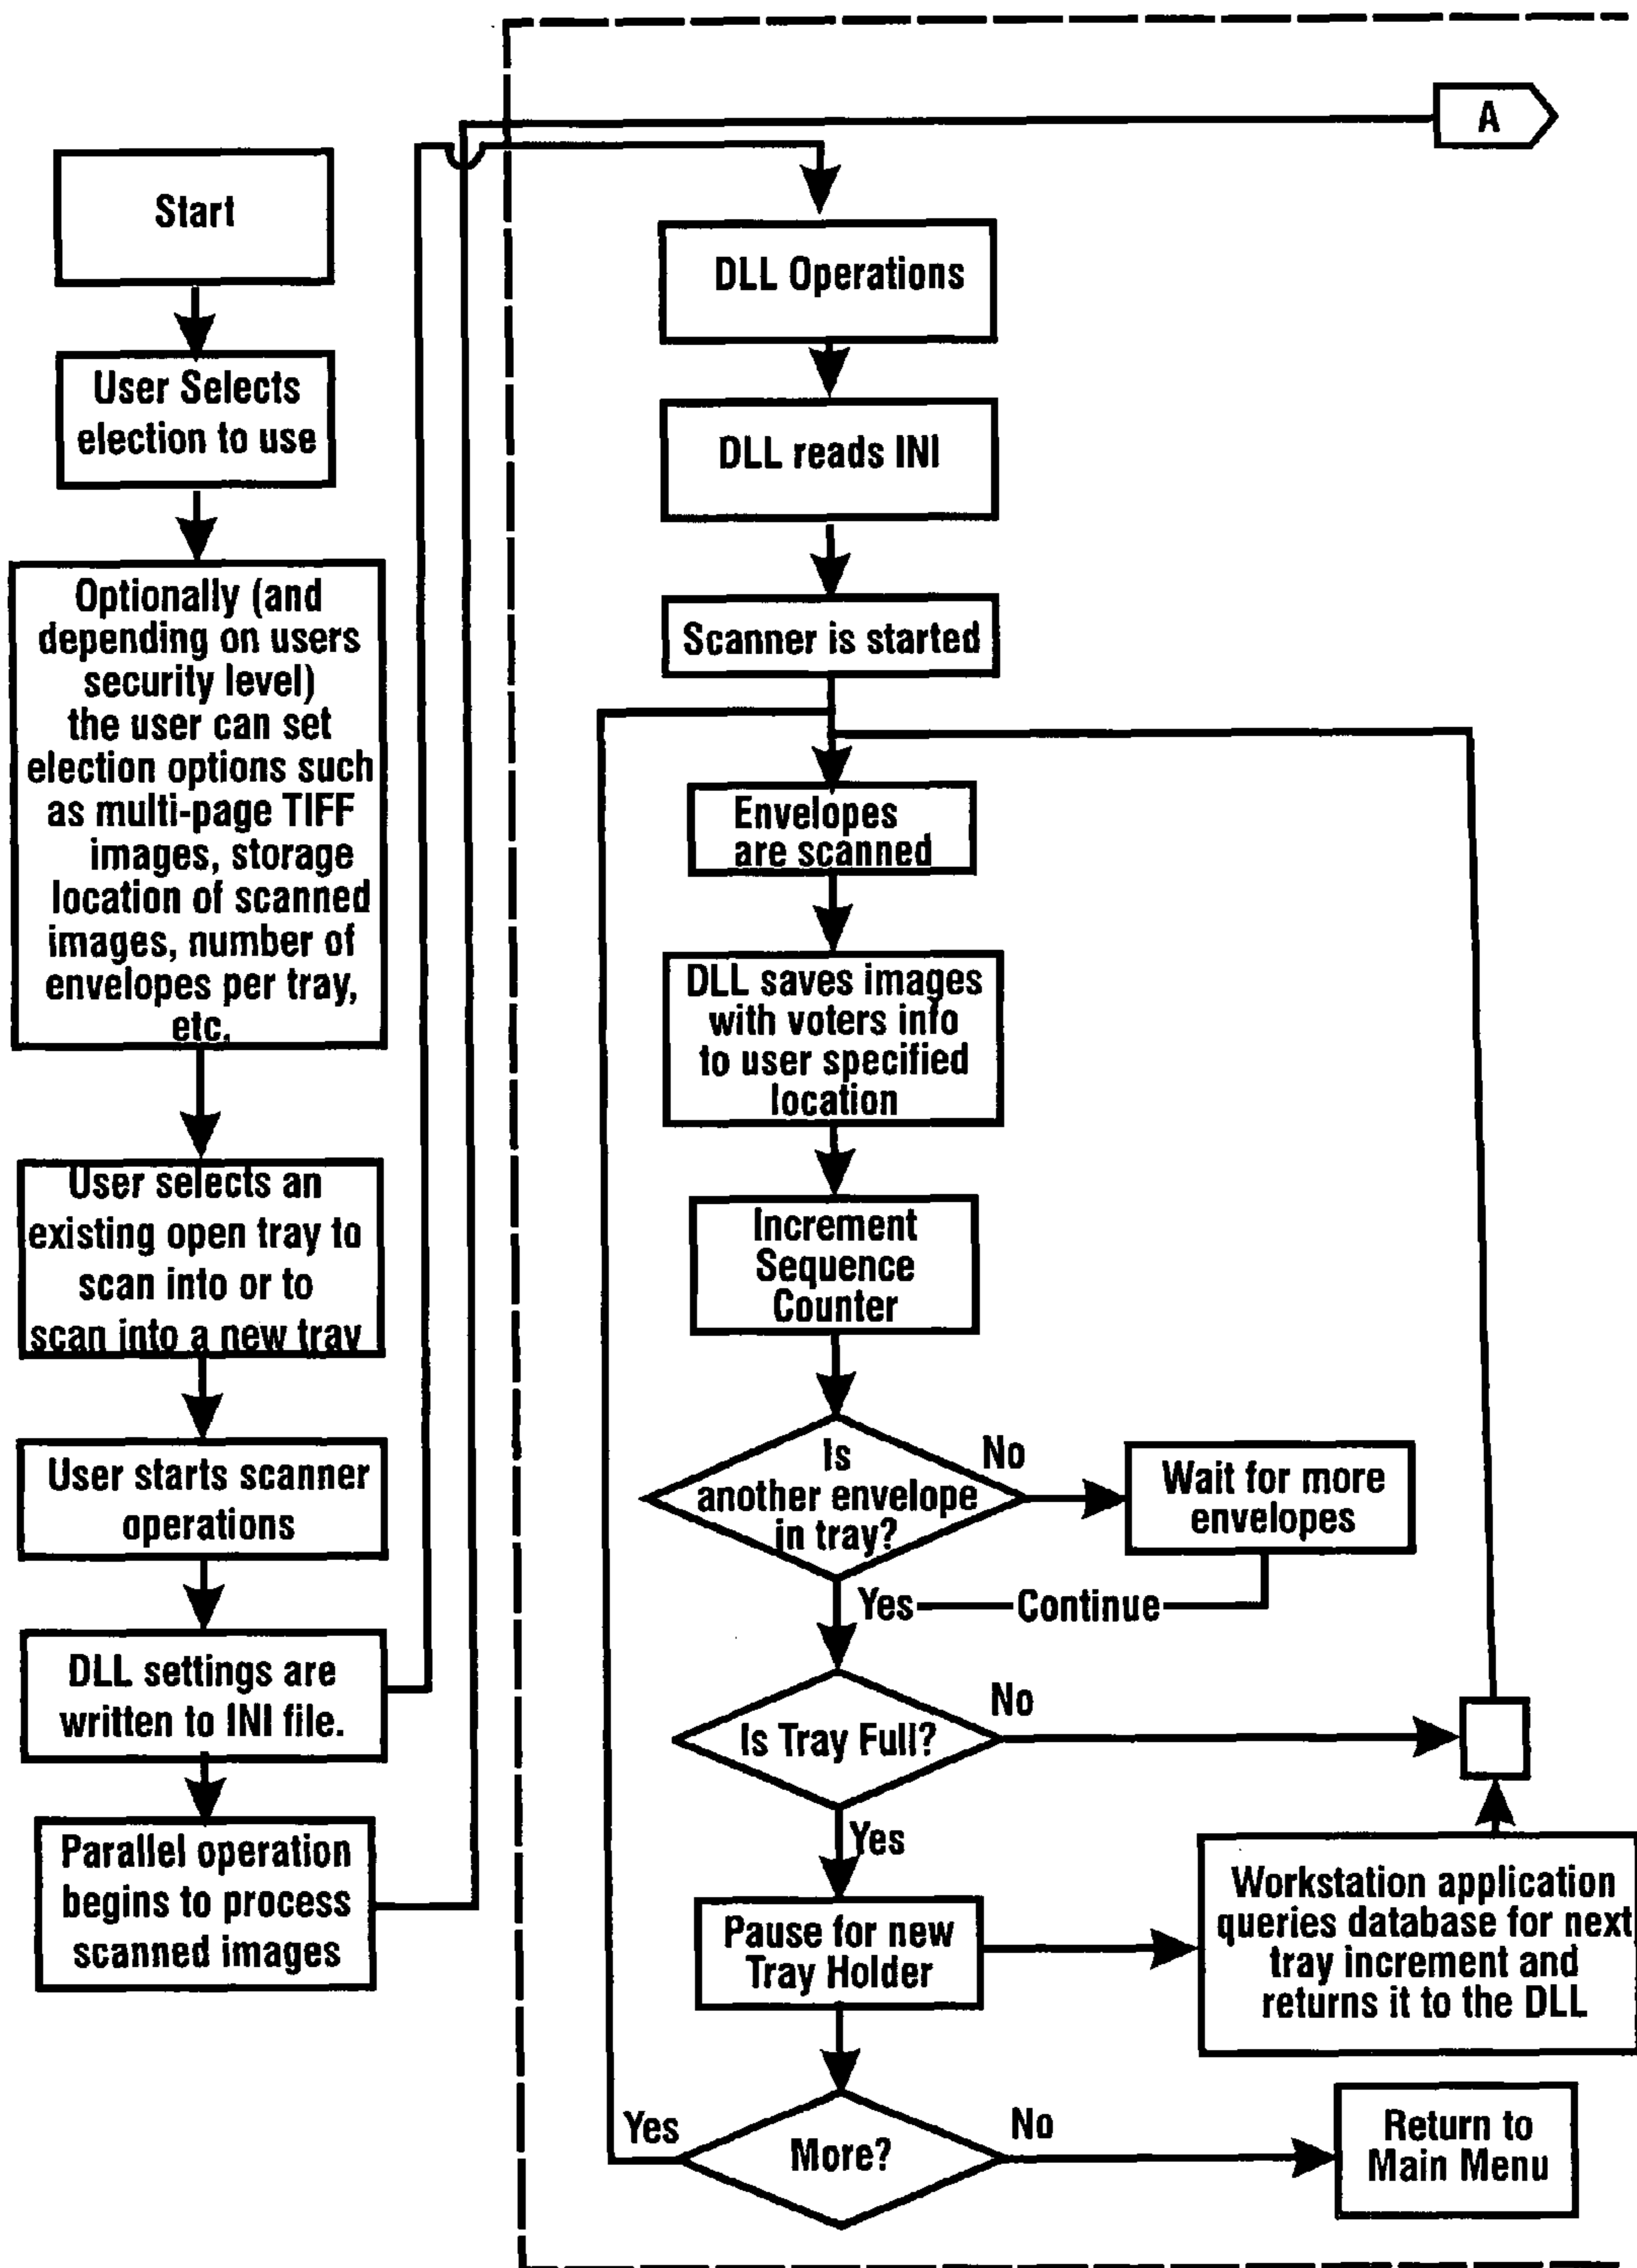 A
Start
User Selects
election to use
Optionally (and
depending on users
security level)
the user can set
election options such
as multi-page TIFF
images, storage
location of scanned
images, number of
envelopes per tray,
etc.
User selects an
existing open tray to
scan into or to
scan into a new tray
User starts scanner
operations
DLL settings are
written to INI file.
Parallel operation
begins to process
scanned images
DLL Operations
DLL reads INI
Scanner is started
Envelopes
are scanned
DLL saves images
with voters info
to user specified
location
Increment
Sequence
Counter
Is
another envelope
in tray?
No
Wait for more
envelopes
Yes
Continue
Is Tray Full?
No
Yes
Pause for new
Tray Holder
Workstation application
queries database for next
tray increment and
returns it to the DLL
Yes
More?
No
Return to
Main Menu